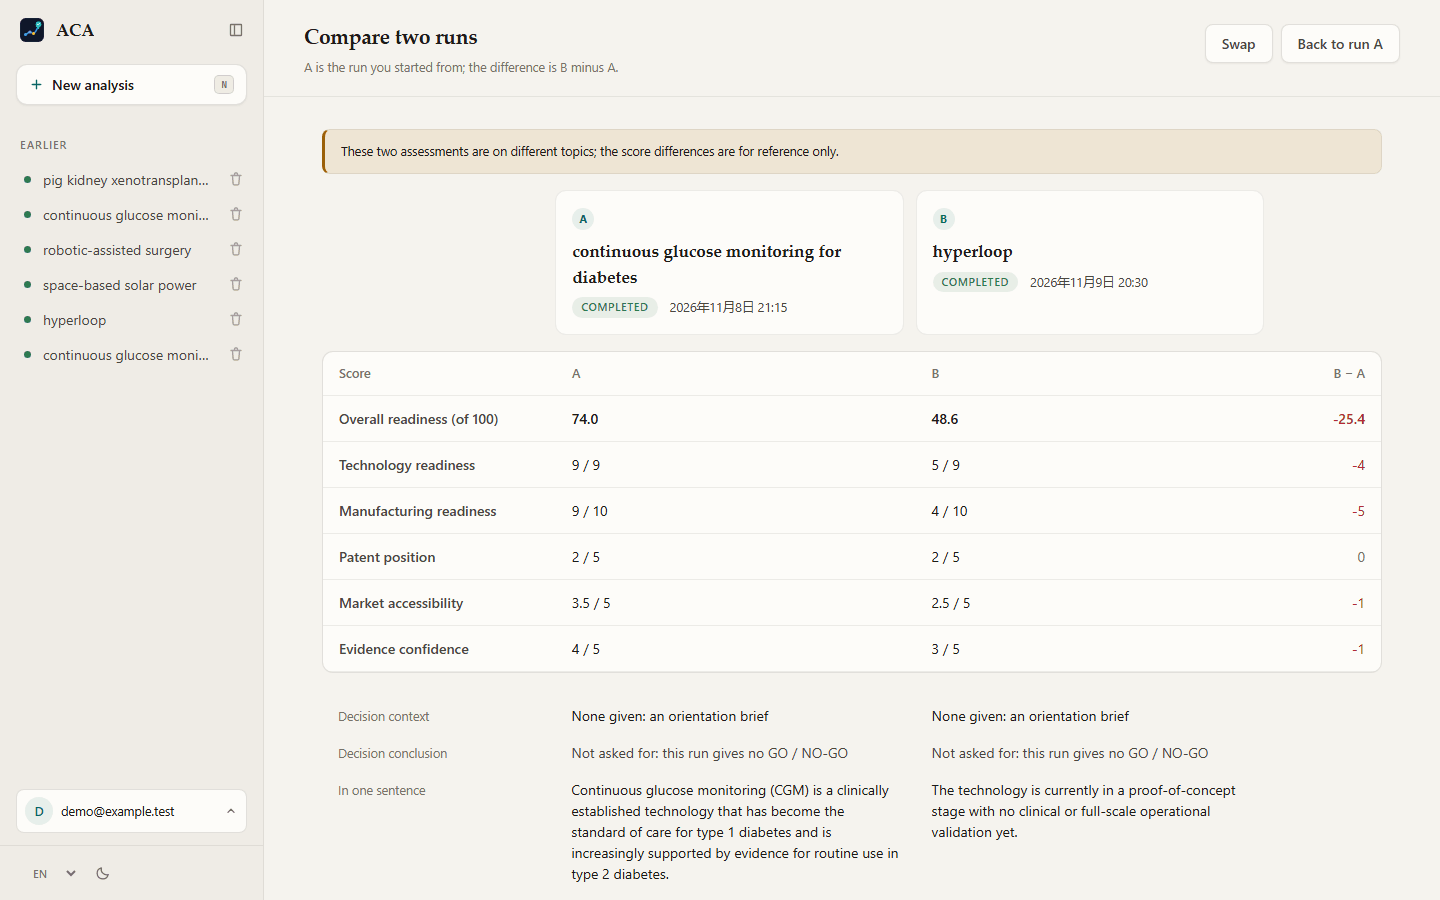 ACA
New analysis N
EARLIER
pig kidney xenotransplan...
continuous glucose moni...
robotic-assisted surgery
space-based solar power
hyperloop
continuous glucose moni...
D demo@example.test
EN
Compare two runs
A is the run you started from; the difference is B minus A.
Swap
Back to run A
These two assessments are on different topics; the score differences are for reference only.
A
continuous glucose monitoring for
diabetes
COMPLETED 2026年11月8日 21:15
B
hyperloop
COMPLETED 2026年11月9日 20:30
Score A B B − A
Overall readiness (of 100) 74.0 48.6 -25.4
Technology readiness 9 / 9 5 / 9 -4
Manufacturing readiness 9 / 10 4 / 10 -5
Patent position 2 / 5 2 / 5 0
Market accessibility 3.5 / 5 2.5 / 5 -1
Evidence confidence 4 / 5 3 / 5 -1
Decision context None given: an orientation brief None given: an orientation brief
Decision conclusion Not asked for: this run gives no GO / NO-GO Not asked for: this run gives no GO / NO-GO
In one sentence
Continuous glucose monitoring (CGM) is a clinically
established technology that has become the
standard of care for type 1 diabetes and is
increasingly supported by evidence for routine use in
type 2 diabetes.
The technology is currently in a proof-of-concept
stage with no clinical or full-scale operational
validation yet.